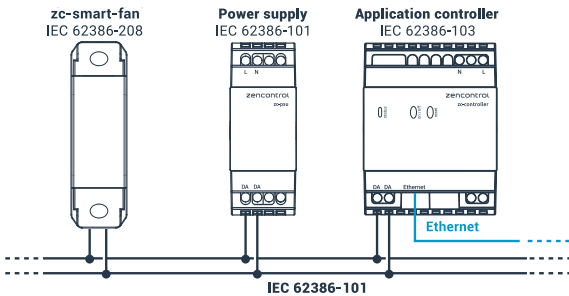 zc-smart-fan
IEC 62386-208
Power supply
IEC 62386-101
Application controller
IEC 62386-103
L N
N L
zencontrol
zc-psu
zencontrol
zc-controller
DA DA
DA DA
Ethernet
Ethernet
IEC 62386-101